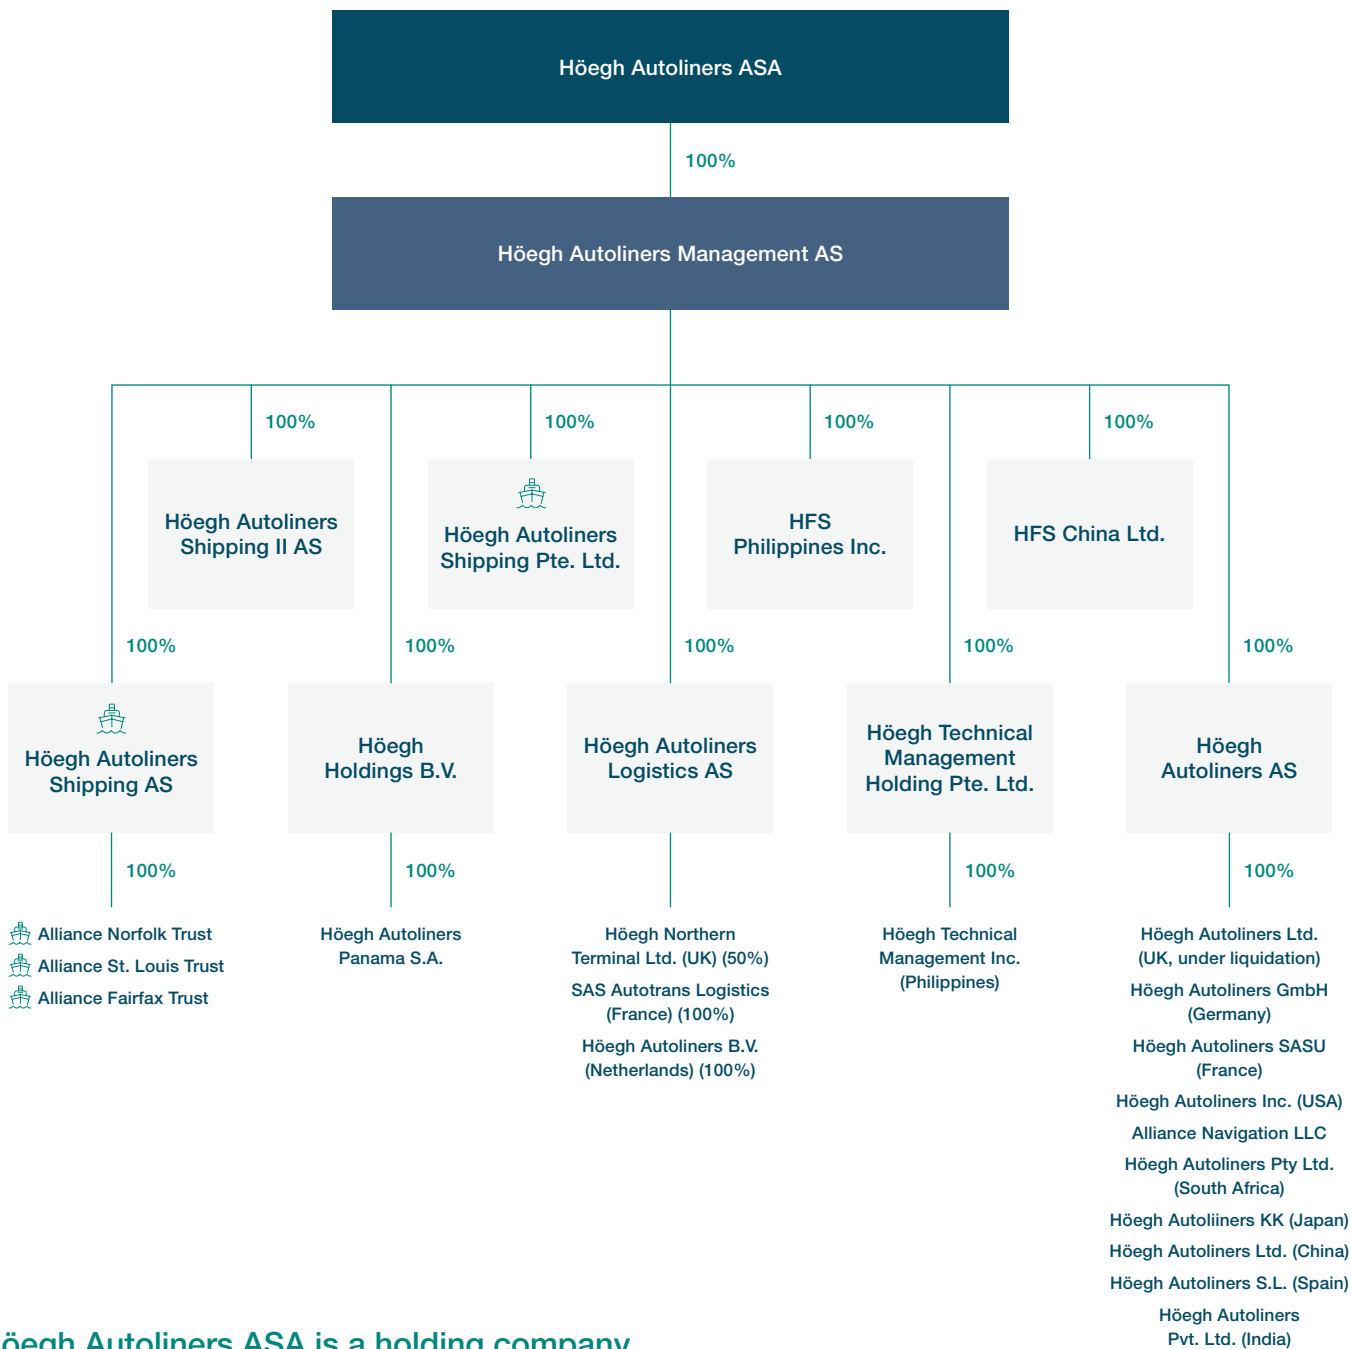 Höegh Autoliners ASA
100%
Höegh Autoliners Management AS
100%
100%
100%
100%
Höegh Autoliners
Shipping II AS
Höegh Autoliners
Shipping Pte. Ltd.
HFS
Philippines Inc.
HFS China Ltd.
100%
100%
100%
100%
100%
Höegh Autoliners
Shipping AS
Höegh
Holdings B.V.
Höegh Autoliners
Logistics AS
Höegh Technical
Management
Holding Pte. Ltd.
Höegh
Autoliners AS
100%
100%
100%
100%
Alliance Norfolk Trust
Alliance St. Louis Trust
Alliance Fairfax Trust
Höegh Autoliners
Panama S.A.
Höegh Northern
Terminal Ltd. (UK) (50%)
SAS Autotrans Logistics
(France) (100%)
Höegh Autoliners B.V.
(Netherlands) (100%)
Höegh Technical
Management Inc.
(Philippines)
Höegh Autoliners Ltd.
(UK, under liquidation)
Höegh Autoliners GmbH
(Germany)
Höegh Autoliners SASU
(France)
Höegh Autoliners Inc. (USA)
Alliance Navigation LLC
Höegh Autoliners Pty Ltd.
(South Africa)
Höegh Autoliiners KK (Japan)
Höegh Autoliners Ltd. (China)
Höegh Autoliners S.L. (Spain)
Höegh Autoliners
Pvt. Ltd. (India)
öegh Autoliners ASA is a holding company